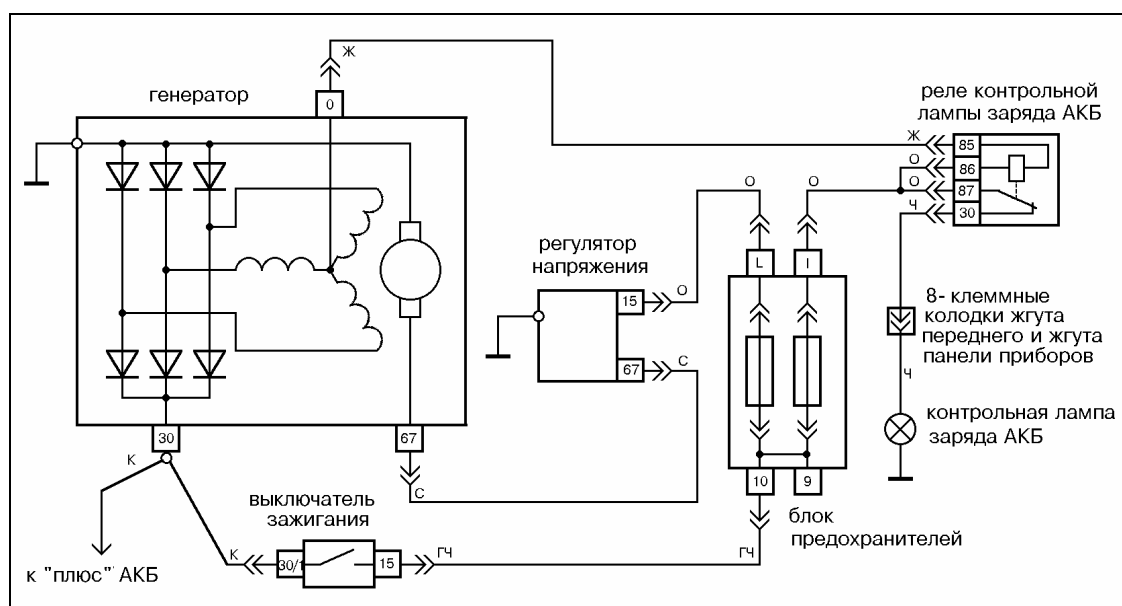 Ж
генератор
0
реле контрольной
лампы заряда АКБ
Ж
85
О
86
О
87
Ч
30
О
О
регулятор
напряжения
L
I
15
О
67
С
8- клеммные
колодки жгута
переднего и жгута
панели приборов
Ч
контрольная лампа
заряда АКБ
30
67
К
С
10
9
выключатель
зажигания
блок
предохранителей
К
30/1
15
ГЧ
ГЧ
к "плюс" АКБ